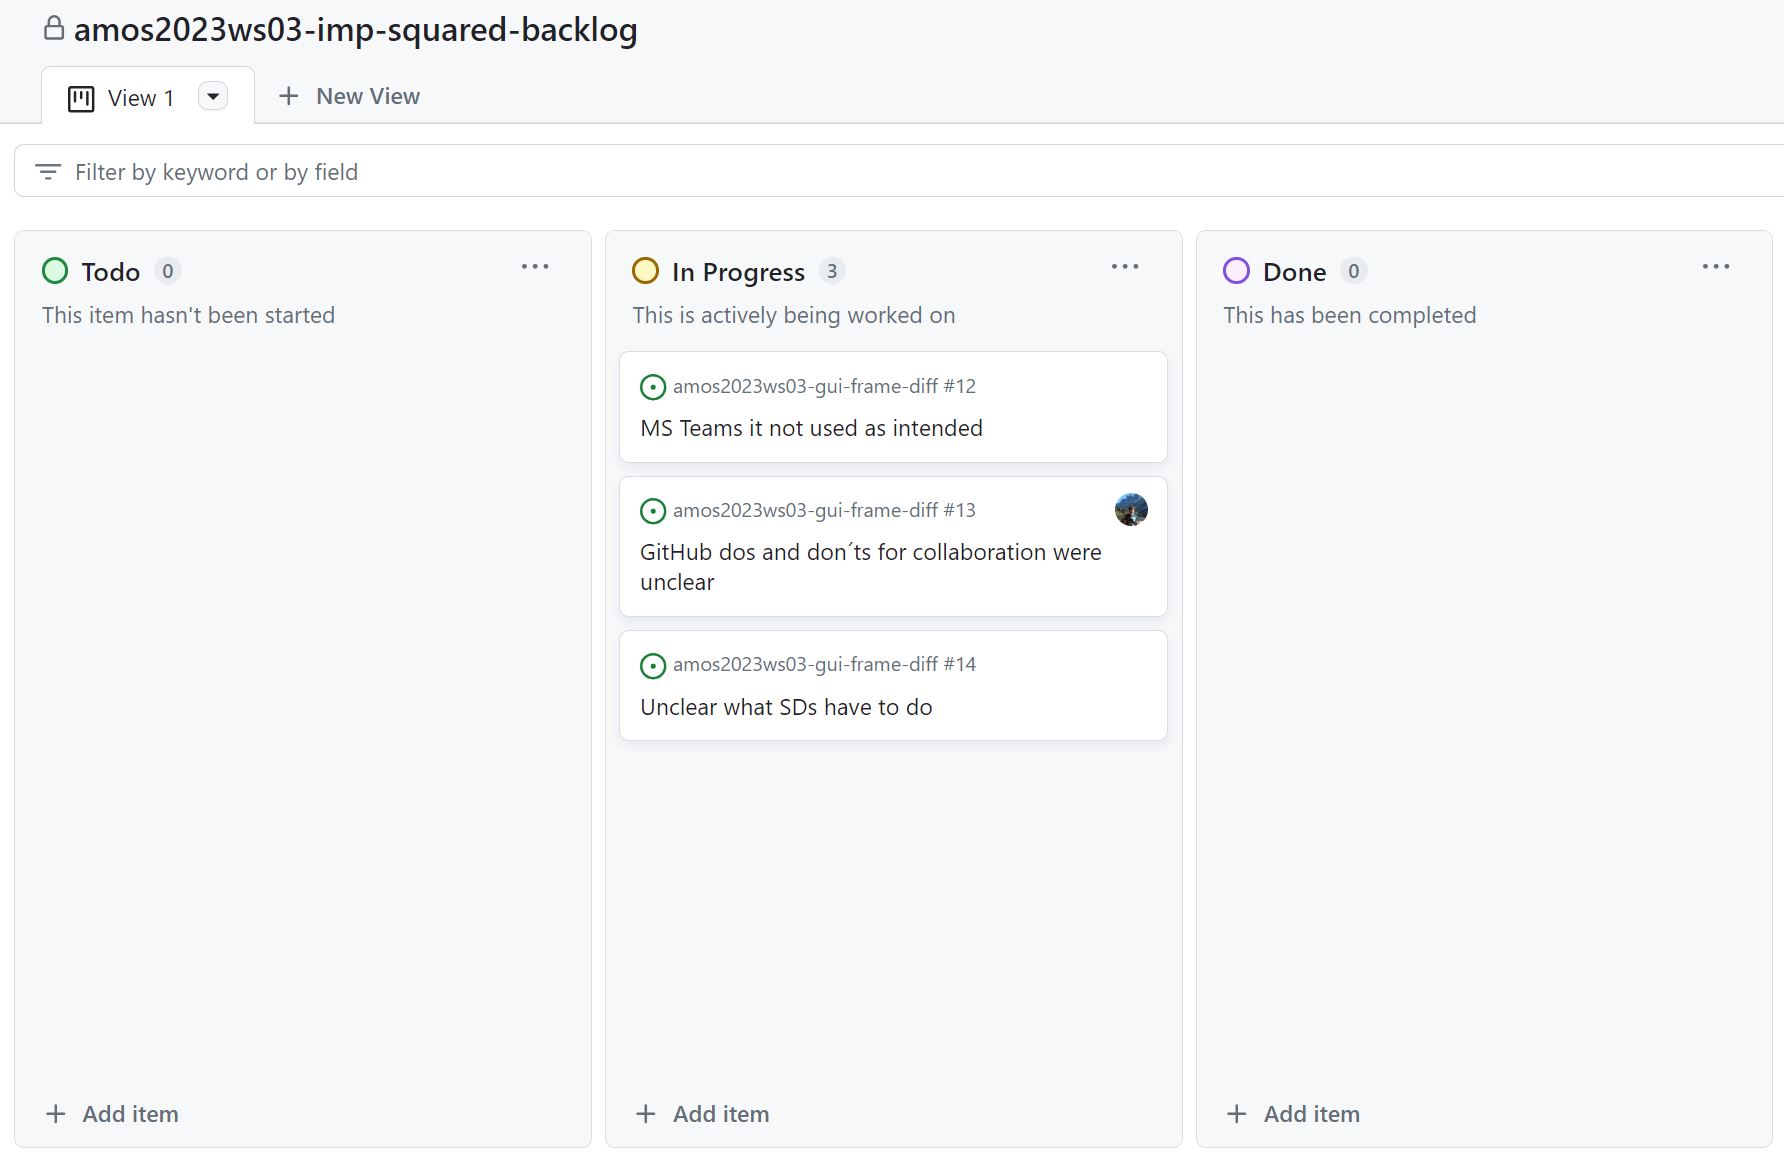 amos2023ws03-imp-squared-backlog
View 1
New View
Filter by keyword or by field
Todo 0
This item hasn't been started
Add item
In Progress 3
This is actively being worked on
amos2023ws03-gui-frame-diff #12
MS Teams it not used as intended
amos2023ws03-gui-frame-diff #13
GitHub dos and don´ts for collaboration were
unclear
amos2023ws03-gui-frame-diff #14
Unclear what SDs have to do
Add item
Done 0
This has been completed
Add item